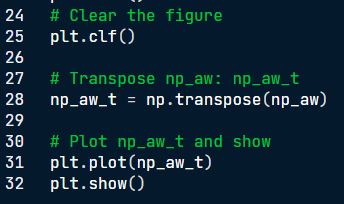 24 # Clear the figure
25 plt.clf()
26
27 # Transpose np_aw: np_aw_t
28 np_aw_t = np.transpose(np_aw)
29
30 # Plot np_aw_t and show
31 plt.plot(np_aw_t)
32 plt.show()